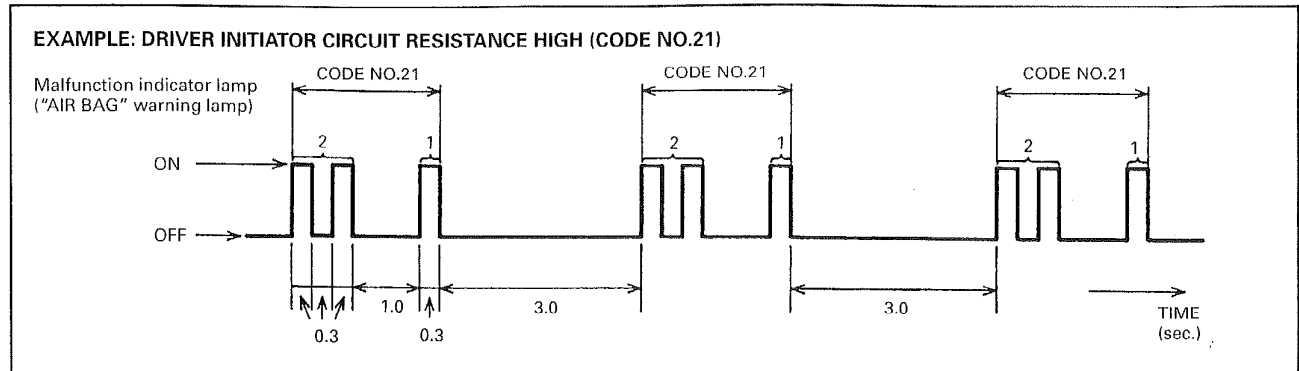 EXAMPLE: DRIVER INITIATOR CIRCUIT RESISTANCE HIGH (CODE NO.21)
CODE NO.21 CODE NO.21 CODE NO.21
Malfunction indicator lamp
("AIR BAG" warning lamp)
2 1 2 1 2 1
ON
OFF
1.0 3.0 3.0
0.3 0.3
TIME
(sec.)